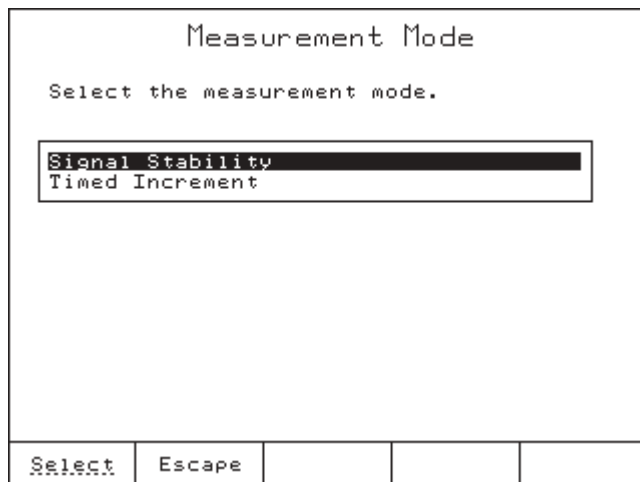 Measurement Mode
Select the measurement mode.
Signal Stability
Timed Increment
Select
Escape